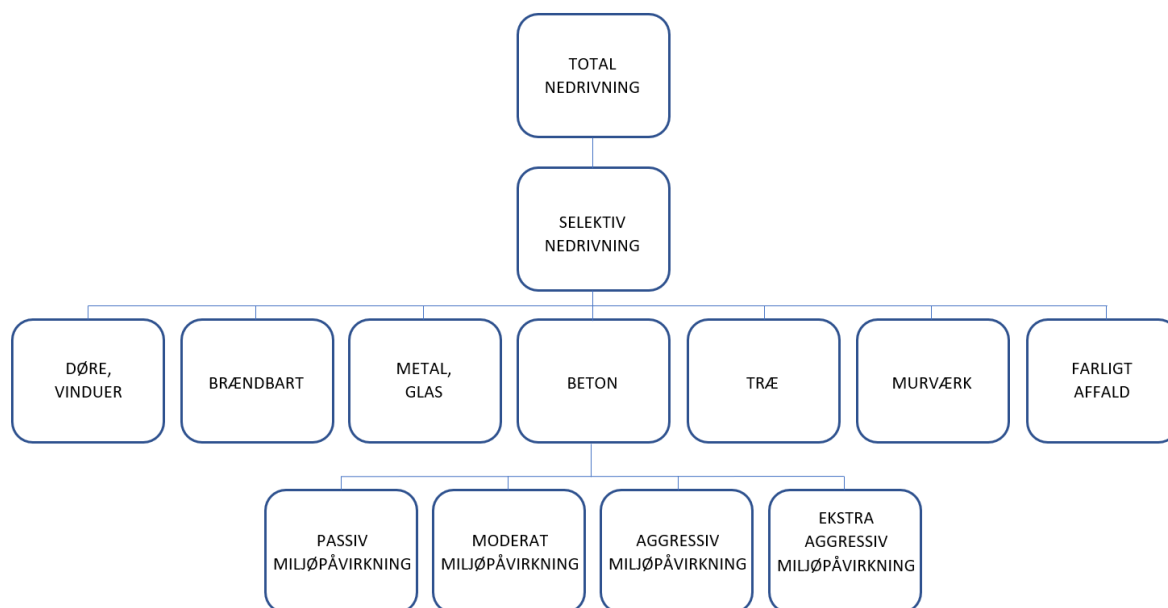 TOTAL
NEDRIVNING
SELEKTIV
NEDRIVNING
DØRE,
VINDUER
BRÆNDBART
METAL,
GLAS
BETON
TRÆ
MURVÆRK
FARLIGT
AFFALD
PASSIV
MILJØPÅVIRKNING
MODERAT
MILJØPÅVIRKNING
AGGRESSIV
MILJØPÅVIRKNING
EKSTRA
AGGRESSIV
MILJØPÅVIRKNING